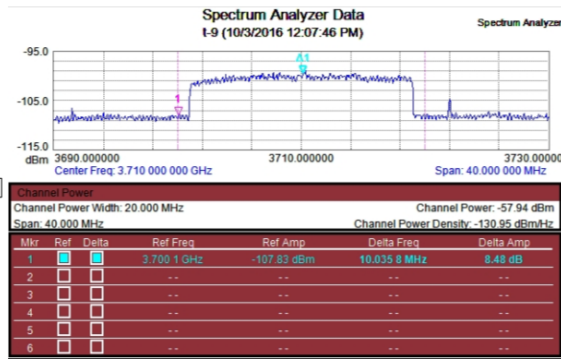 Spectrum Analyzer Data
t-9 (10/3/2016 12:07:46 PM)
Spectrum Analyzer
-95.0
Δ1
1
-105.0
-115.0
dBm
3690.000000 3710.000000 3730.00000
Center Freq: 3.710 000 000 GHz Span: 40.000 000 MHz
Channel Power
Channel Power Width: 20.000 MHz Channel Power: -57.94 dBm
Span: 40.000 MHz Channel Power Density: -130.95 dBm/Hz
Mkr Ref Delta Ref Freq Ref Amp Delta Freq Delta Amp
1 3.700 1 GHz -107.83 dBm 10.035 8 MHz 8.48 dB
2 -- -- -- --
3 -- -- -- --
4 -- -- -- --
5 -- -- -- --
6 -- -- -- --